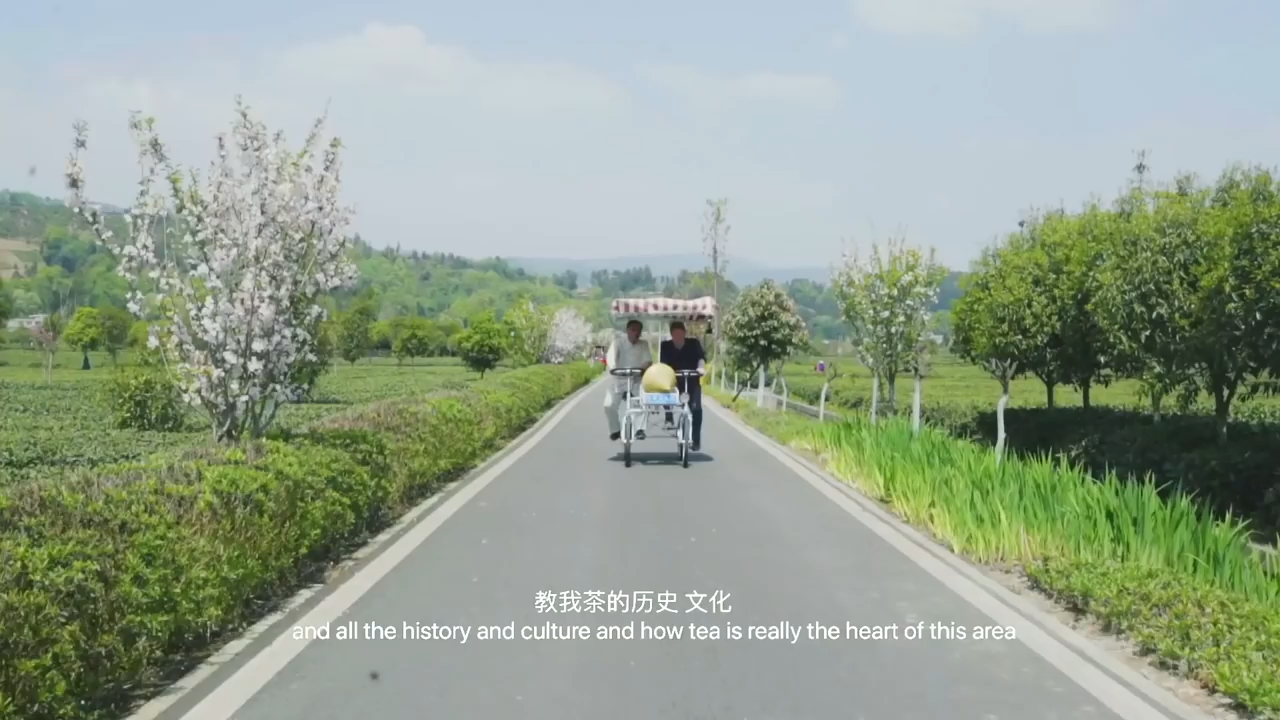 教我茶的历史 文化
and all the history and culture and how tea is really the heart of this area